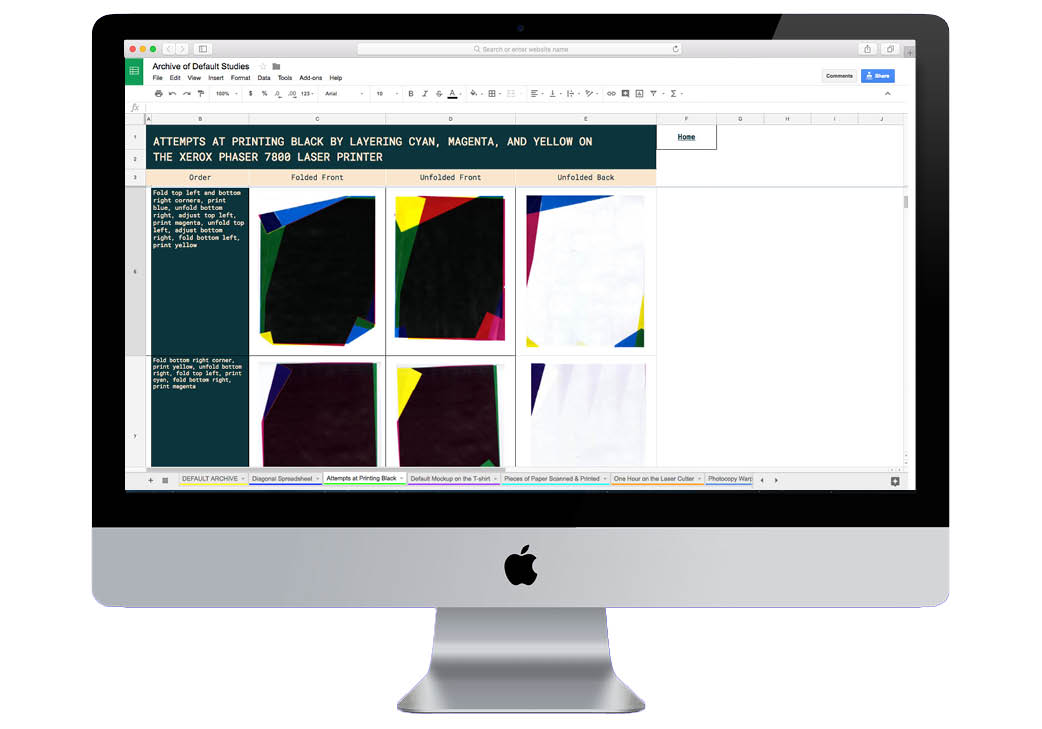 Search or enter website name
Archive of Default Studies
File Edit View Insert Format Data Tools Add-ons Help
Comments
Share
100% $ % .0 .00 123 Arial 10 B I S A
fx
A B C D E F G H I J
1
ATTEMPTS AT PRINTING BLACK BY LAYERING CYAN, MAGENTA, AND YELLOW ON
Home
2
THE XEROX PHASER 7800 LASER PRINTER
3
Order Folded Front Unfolded Front Unfolded Back
Fold top left and bottom
right corners, print
blue, unfold bottom
right, adjust top left,
print magenta, unfold top
left, adjust bottom
right, fold bottom left,
print yellow
6
Fold bottom right corner,
print yellow, unfold bottom
right, fold top left, print
cyan, fold bottom right,
print magenta
7
DEFAULT ARCHIVE Diagonal Spreadsheet Attempts at Printing Black Default Mockup on the T-shirt Pieces of Paper Scanned & Printed One Hour on the Laser Cutter Photocopy Warp